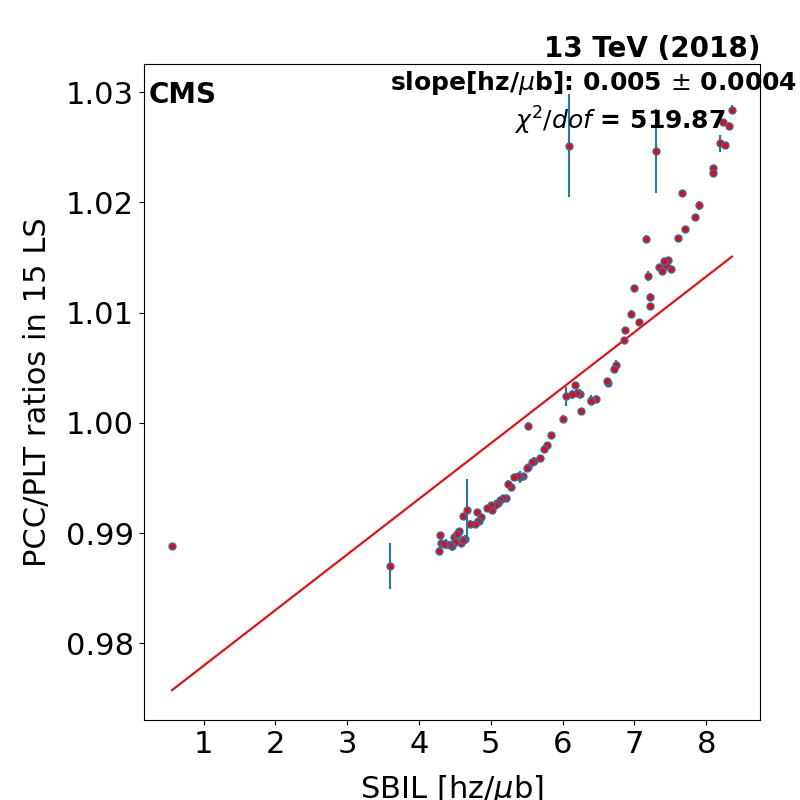 13 TeV (2018)
CMS
slope[hz/μb]: 0.005 ± 0.0004
χ²/dof = 519.87
1.03
1.02
1.01
1.00
0.99
0.98
PCC/PLT ratios in 15 LS
1 2 3 4 5 6 7 8
SBIL [hz/μb]